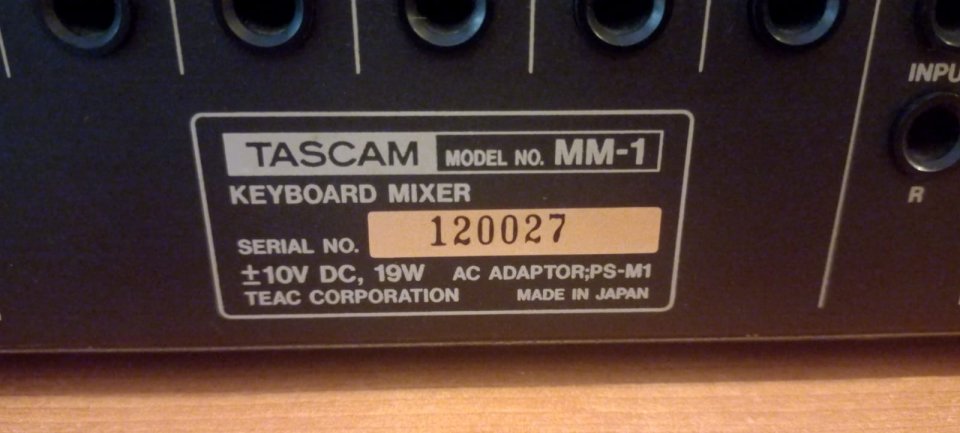 INPU
R
TASCAM MODEL NO. MM-1
KEYBOARD MIXER
SERIAL NO. 120027
±10V DC, 19W AC ADAPTOR;PS-M1
TEAC CORPORATION MADE IN JAPAN